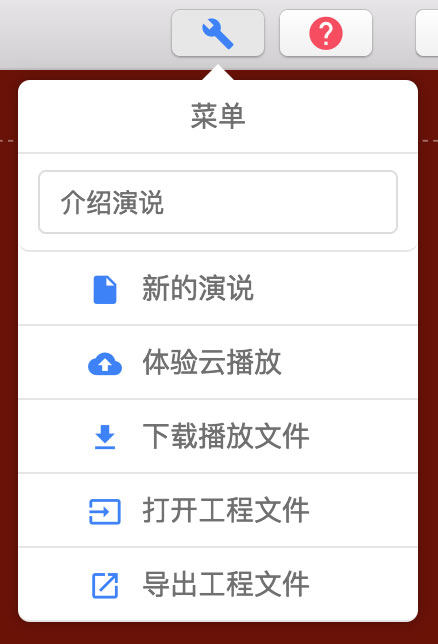 菜单
介绍演说
新的演说
体验云播放
下载播放文件
打开工程文件
导出工程文件